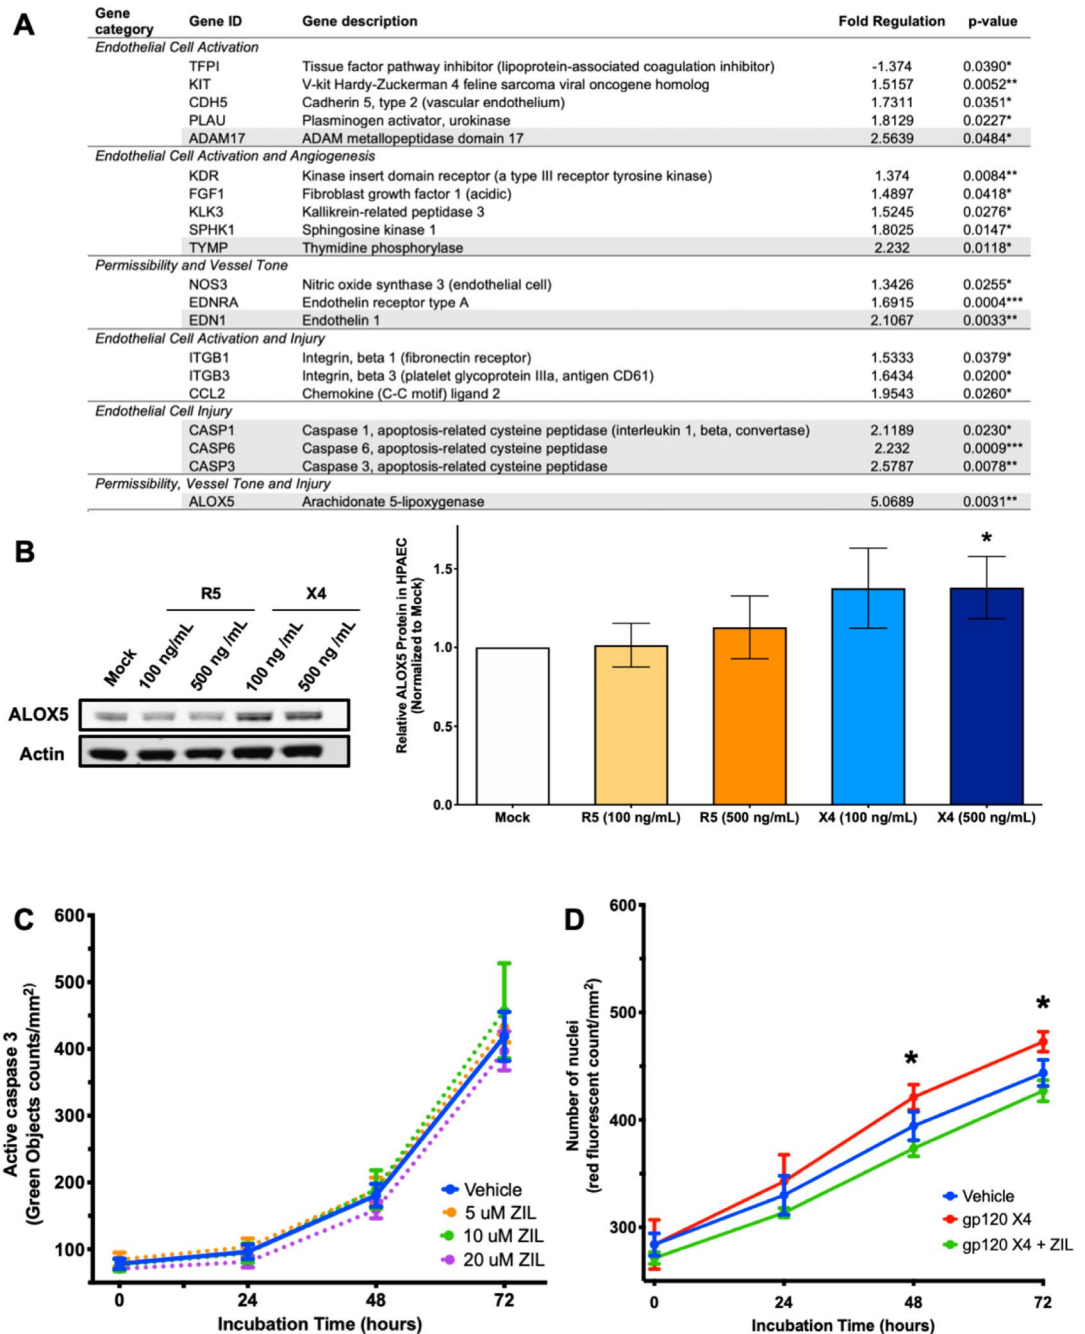 A
Gene category Gene ID Gene description Fold Regulation p-value
Endothelial Cell Activation
TFPI Tissue factor pathway inhibitor (lipoprotein-associated coagulation inhibitor) -1.374 0.0390*
KIT V-kit Hardy-Zuckerman 4 feline sarcoma viral oncogene homolog 1.5157 0.0052**
CDH5 Cadherin 5, type 2 (vascular endothelium) 1.7311 0.0351*
PLAU Plasminogen activator, urokinase 1.8129 0.0227*
ADAM17 ADAM metallopeptidase domain 17 2.5639 0.0484*
Endothelial Cell Activation and Angiogenesis
KDR Kinase insert domain receptor (a type III receptor tyrosine kinase) 1.374 0.0084**
FGF1 Fibroblast growth factor 1 (acidic) 1.4897 0.0418*
KLK3 Kallikrein-related peptidase 3 1.5245 0.0276*
SPHK1 Sphingosine kinase 1 1.8025 0.0147*
TYMP Thymidine phosphorylase 2.232 0.0118*
Permissibility and Vessel Tone
NOS3 Nitric oxide synthase 3 (endothelial cell) 1.3426 0.0255*
EDNRA Endothelin receptor type A 1.6915 0.0004***
EDN1 Endothelin 1 2.1067 0.0033**
Endothelial Cell Activation and Injury
ITGB1 Integrin, beta 1 (fibronectin receptor) 1.5333 0.0379*
ITGB3 Integrin, beta 3 (platelet glycoprotein IIIa, antigen CD61) 1.6434 0.0200*
CCL2 Chemokine (C-C motif) ligand 2 1.9543 0.0260*
Endothelial Cell Injury
CASP1 Caspase 1, apoptosis-related cysteine peptidase (interleukin 1, beta, convertase) 2.1189 0.0230*
CASP6 Caspase 6, apoptosis-related cysteine peptidase 2.232 0.0009***
CASP3 Caspase 3, apoptosis-related cysteine peptidase 2.5787 0.0078**
Permissibility, Vessel Tone and Injury
ALOX5 Arachidonate 5-lipoxygenase 5.0689 0.0031**
B
R5 X4
Mock 100 ng/mL 500 ng /mL 100 ng /mL 500 ng /mL
ALOX5
Actin
Relative ALOX5 Protein in HPAEC
(Normalized to Mock)
1.5
1.0
0.5
0.0
*
Mock R5 (100 ng/mL) R5 (500 ng/mL) X4 (100 ng/mL) X4 (500 ng/mL)
C
Active caspase 3
(Green Objects counts/mm²)
600
500
400
300
200
100
Vehicle
5 uM ZIL
10 uM ZIL
20 uM ZIL
0 24 48 72
Incubation Time (hours)
D
Number of nuclei
(red fluorescent count/mm²)
600
500
400
300
* *
Vehicle
gp120 X4
gp120 X4 + ZIL
0 24 48 72
Incubation Time (hours)